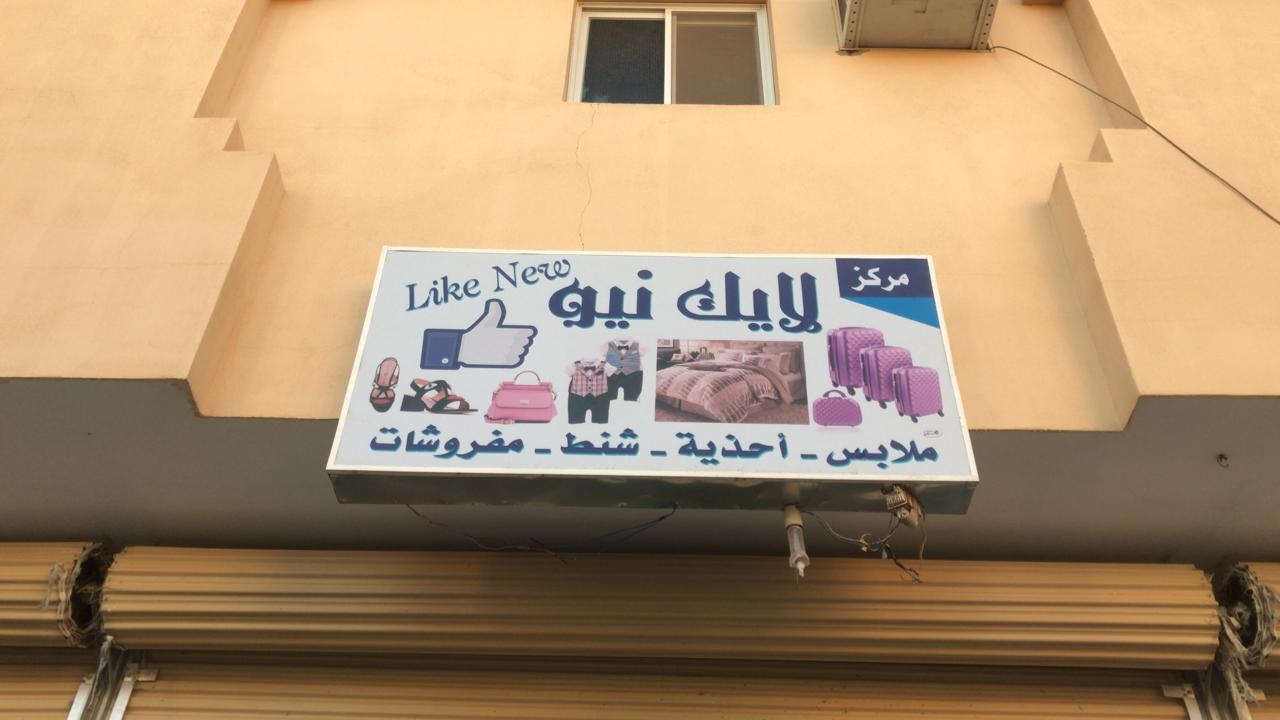 مركز
لايك نيو
Like New
ملابس - أحذية - شنط - مفروشات